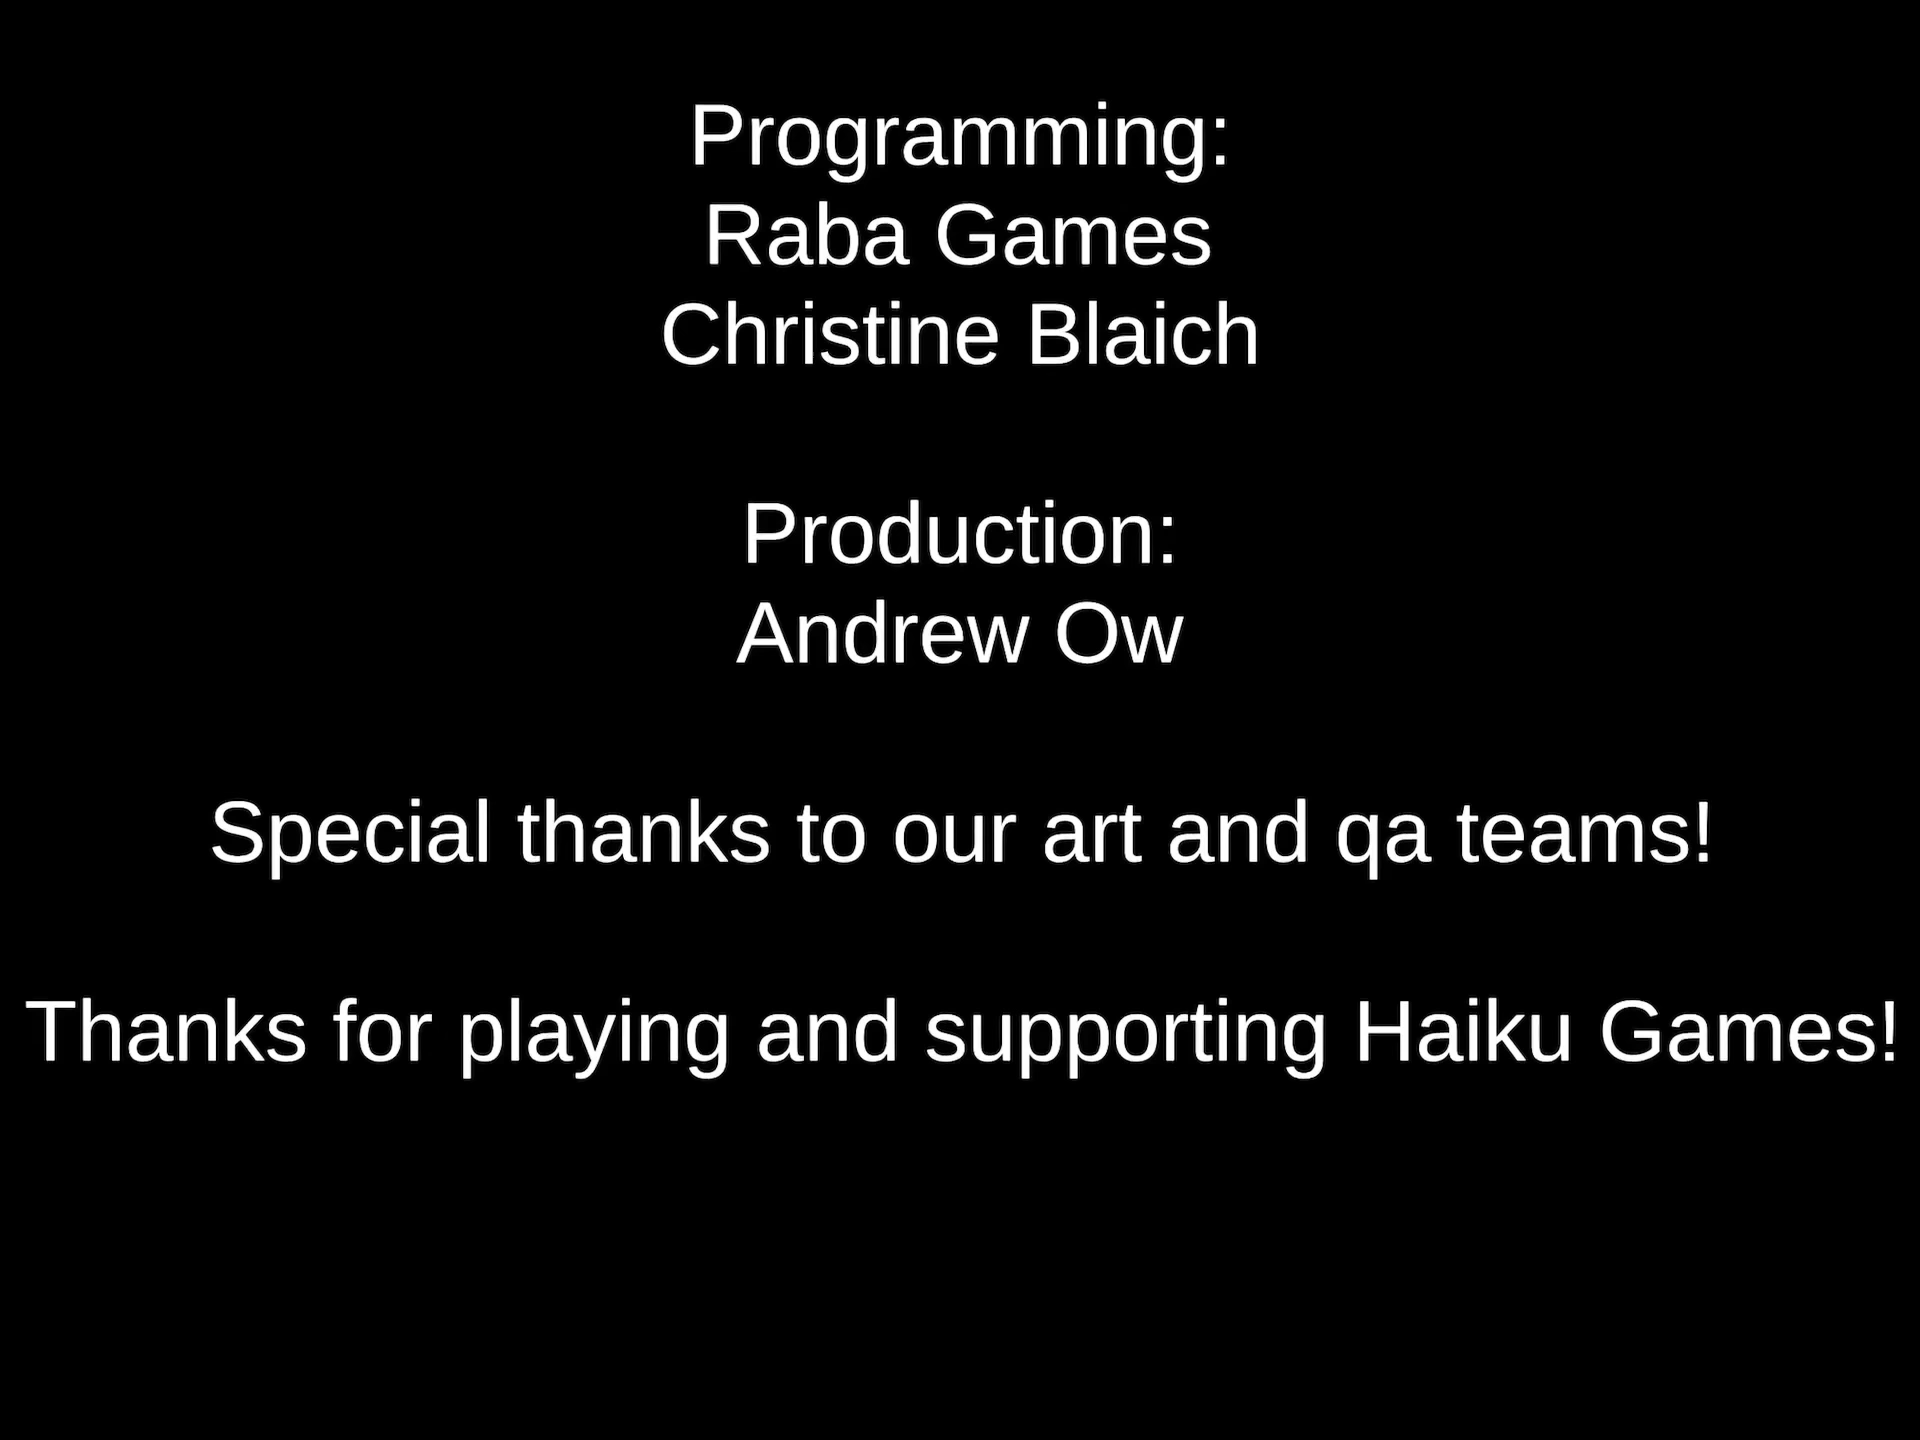 Programming:
Raba Games
Christine Blaich
Production:
Andrew Ow
Special thanks to our art and qa teams!
Thanks for playing and supporting Haiku Games!